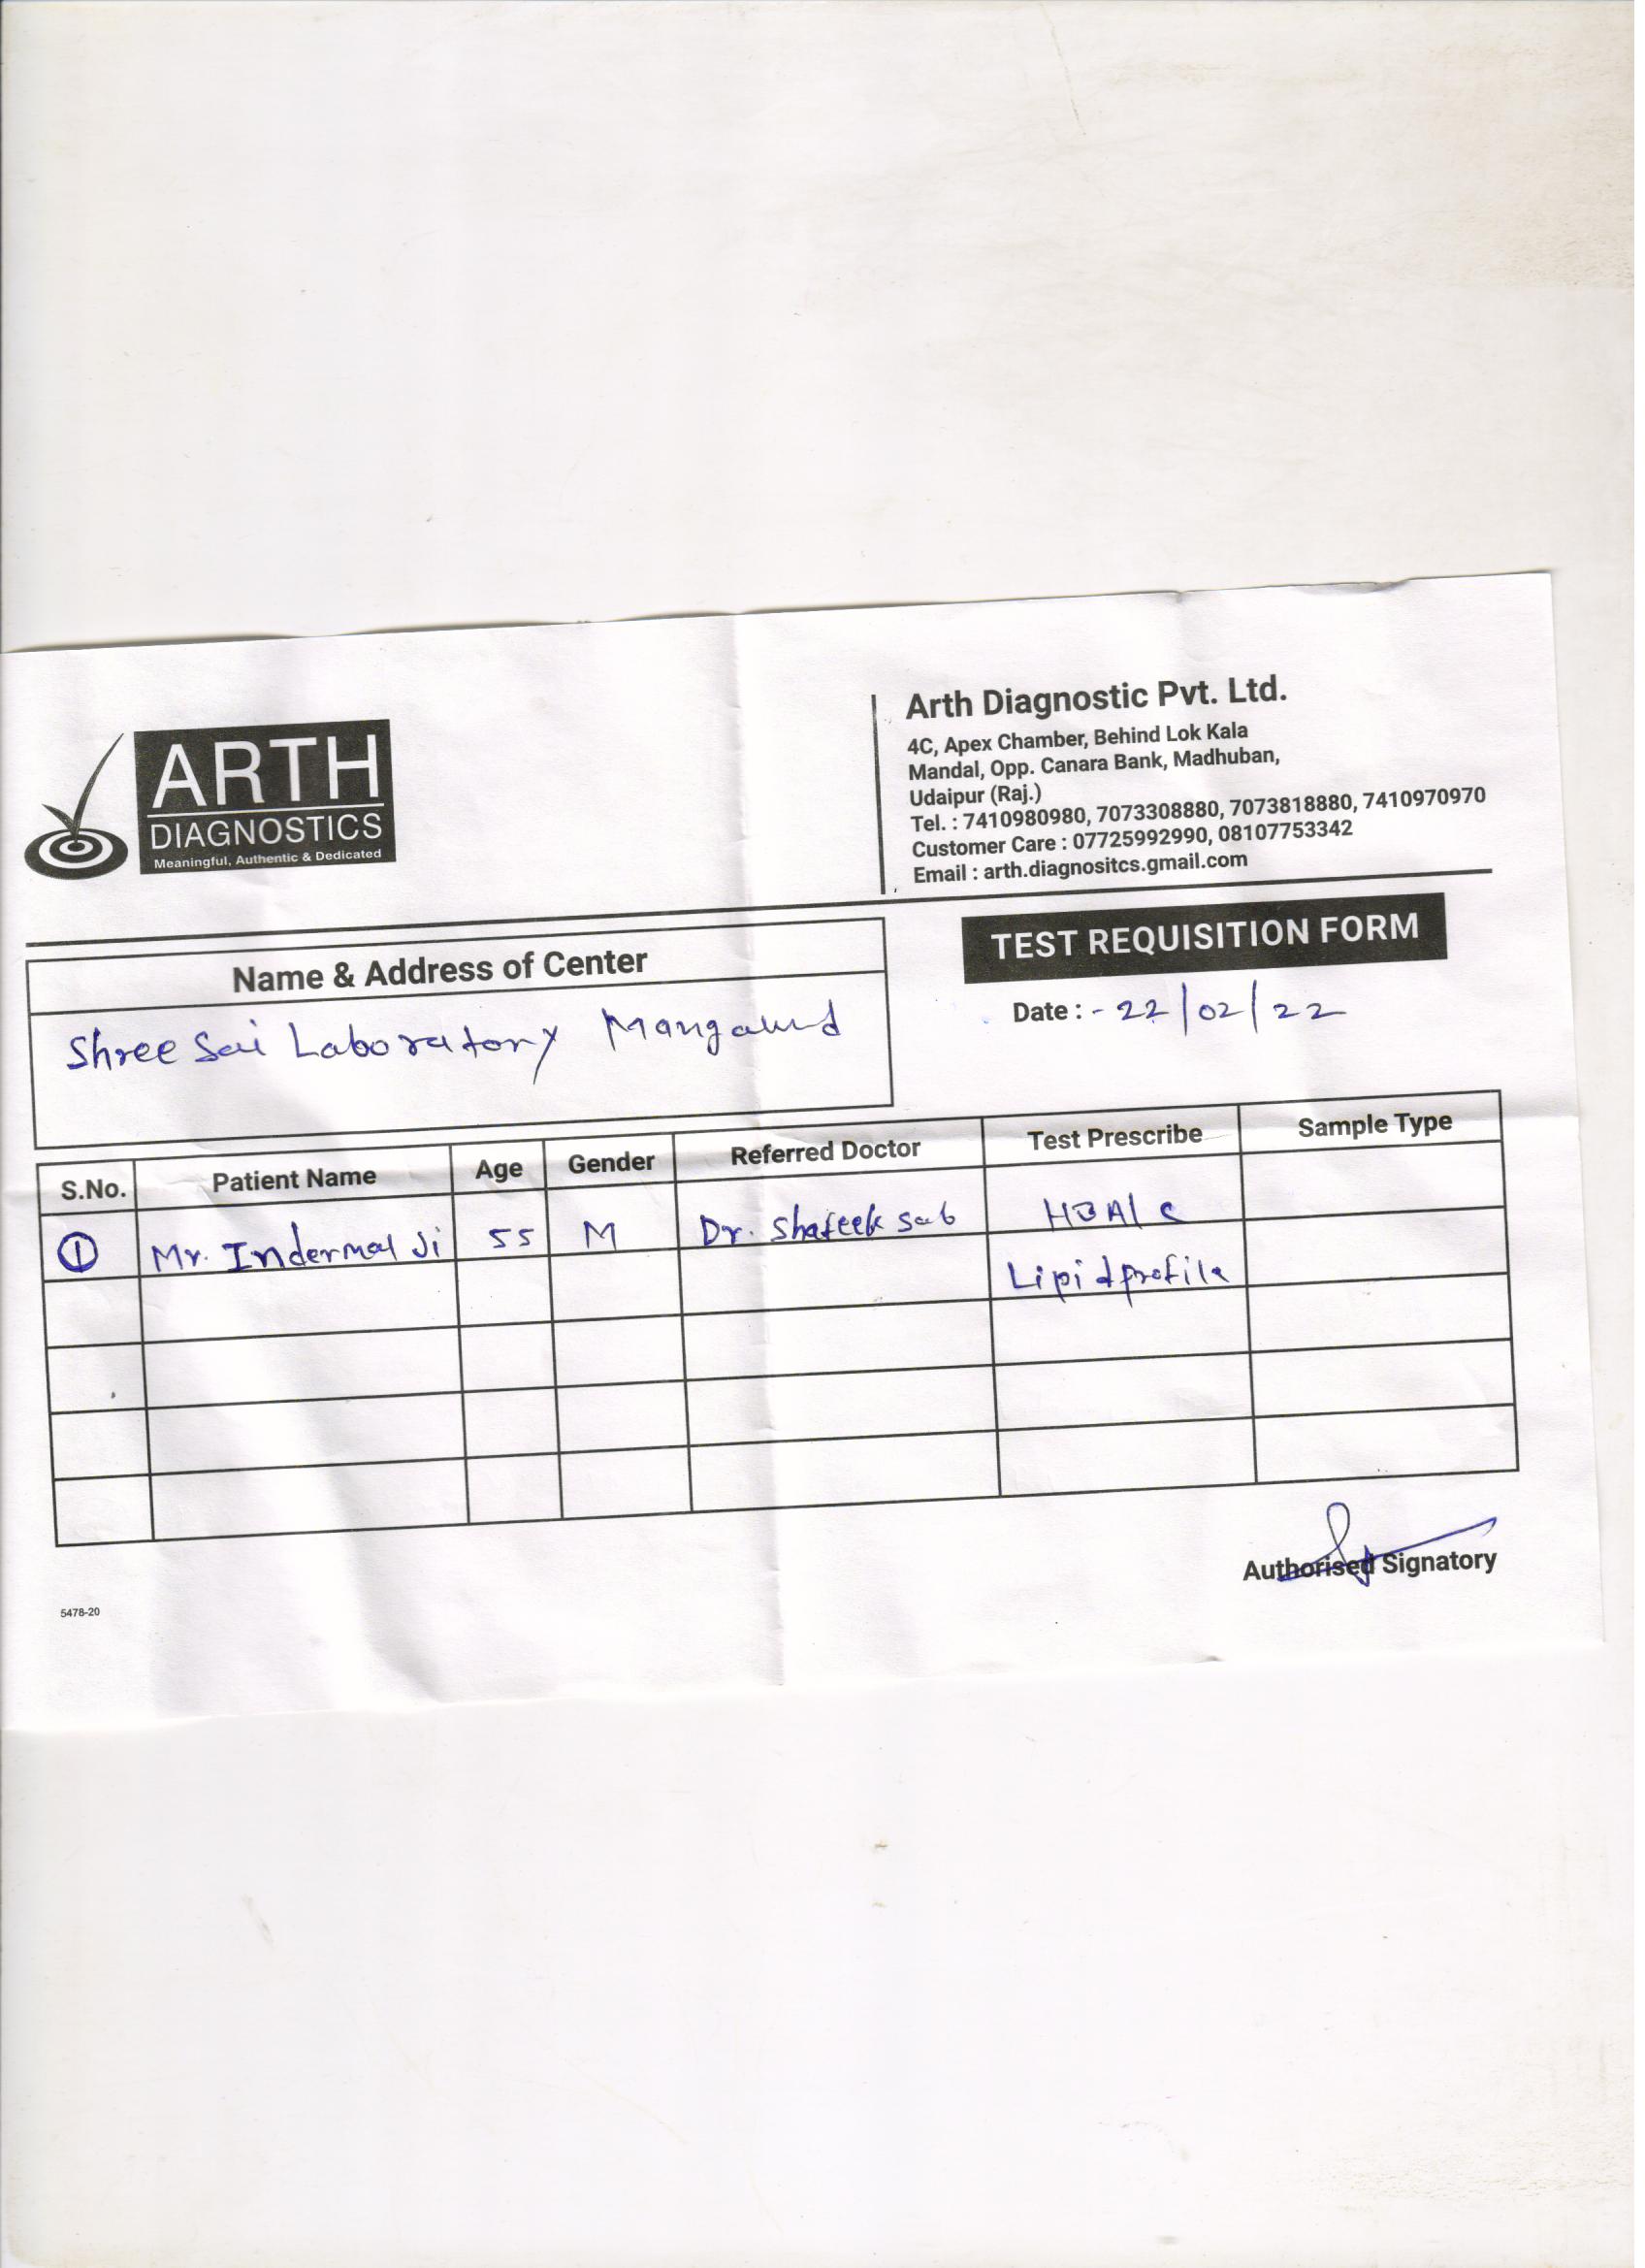 ARTH
DIAGNOSTICS
Meaningful, Authentic & Dedicated
Arth Diagnostic Pvt. Ltd.
4C, Apex Chamber, Behind Lok Kala
Mandal, Opp. Canara Bank, Madhuban,
Udaipur (Raj.)
Tel. : 7410980980, 7073308880, 7073818880, 7410970970
Customer Care : 07725992990, 08107753342
Email : arth.diagnositcs.gmail.com
TEST REQUISITION FORM
Date : - 22/02/22
Name & Address of Center
Shree Sai Laboratory
S.No. Patient Name Age Gender Referred Doctor Test Prescribe Sample Type
1 Mr. Indermal Ji 55 M Dr. Shafeek Sab HBA1c
Lipid profile
Authorised Signatory
5478-20